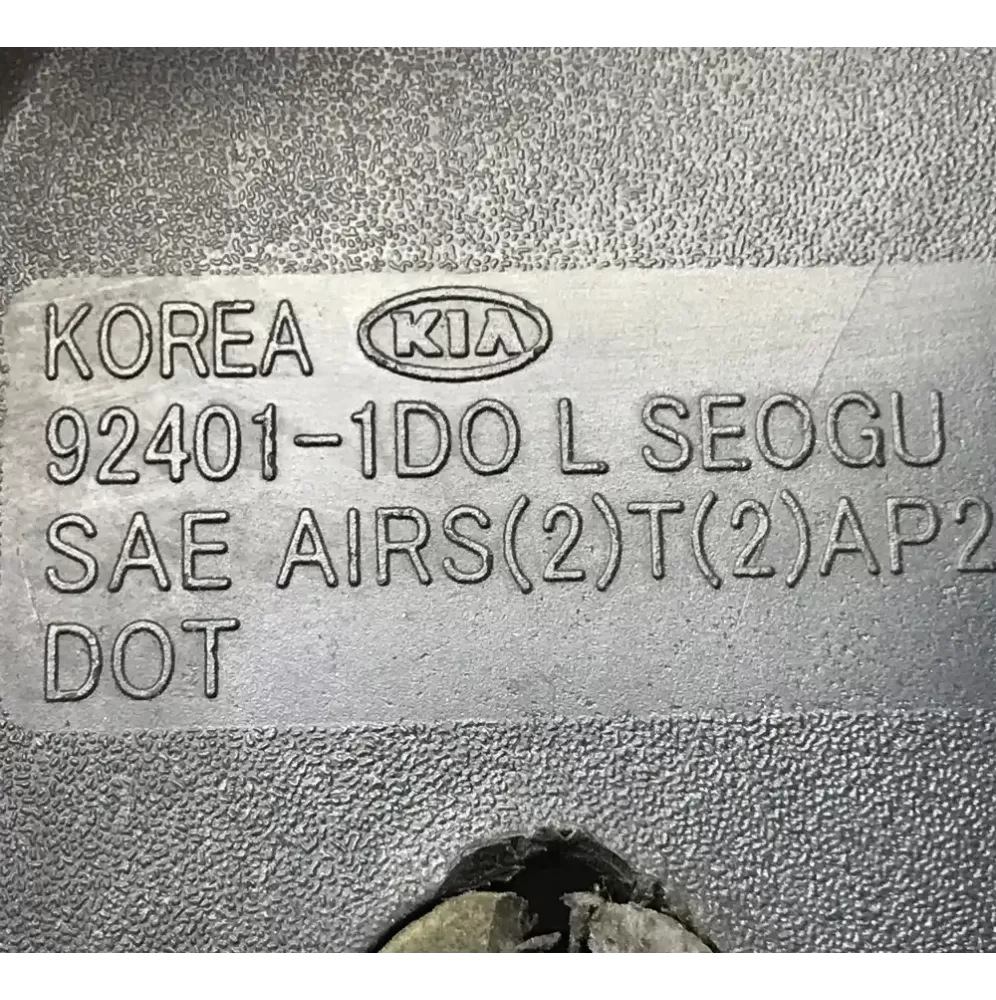 KOREA KIA
92401-1DO L SEOGU
SAE AIRS(2)T(2)AP2
DOT